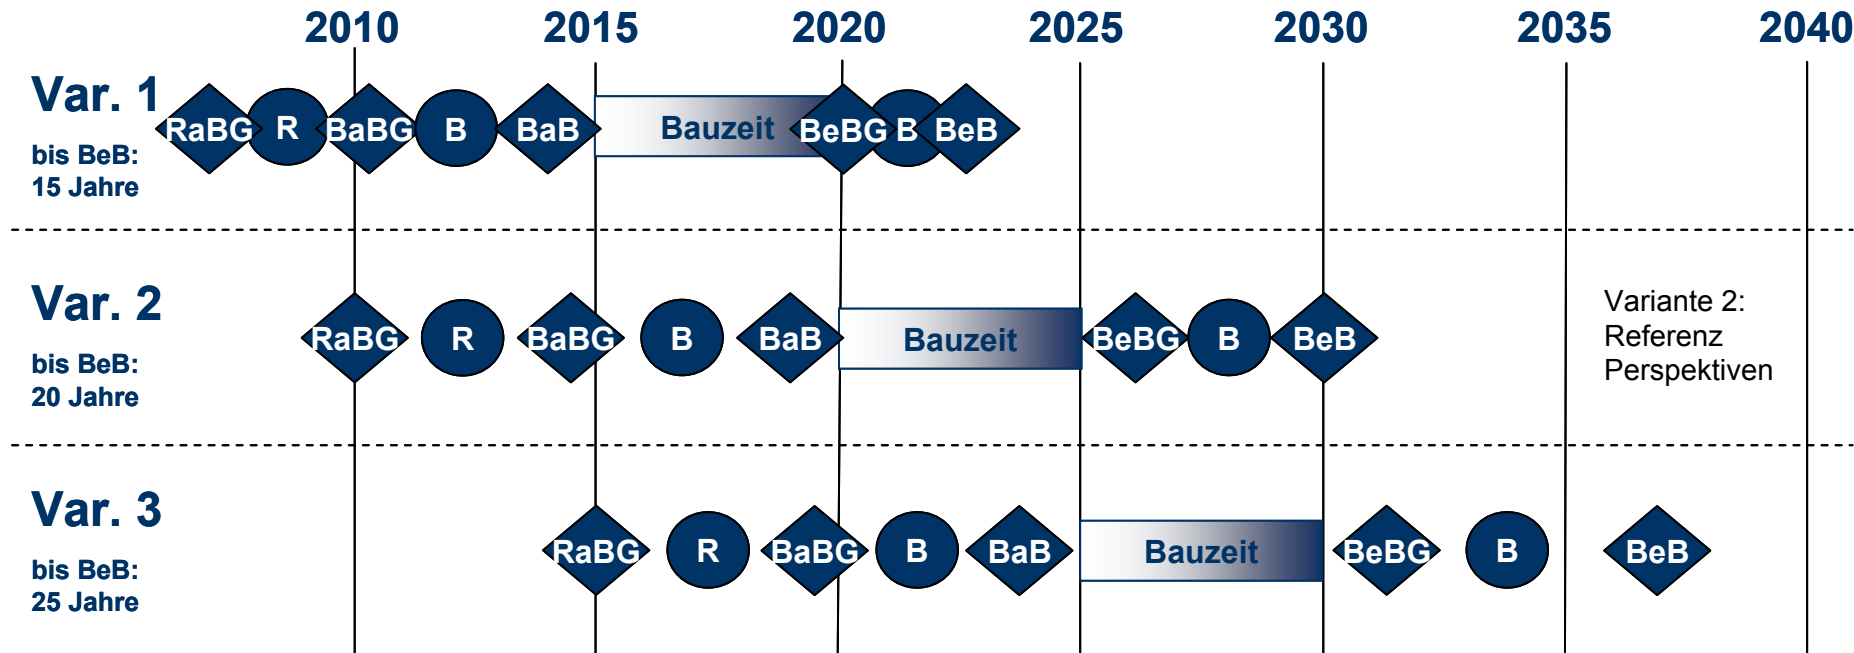 2010 2015 2020 2025 2030 2035 2040
Var. 1
bis BeB:
15 Jahre
RaBG R BaBG B BaB Bauzeit BeBG B BeB
Var. 2
bis BeB:
20 Jahre
RaBG R BaBG B BaB Bauzeit BeBG B BeB
Variante 2:
Referenz
Perspektiven
Var. 3
bis BeB:
25 Jahre
RaBG R BaBG B BaB Bauzeit BeBG B BeB